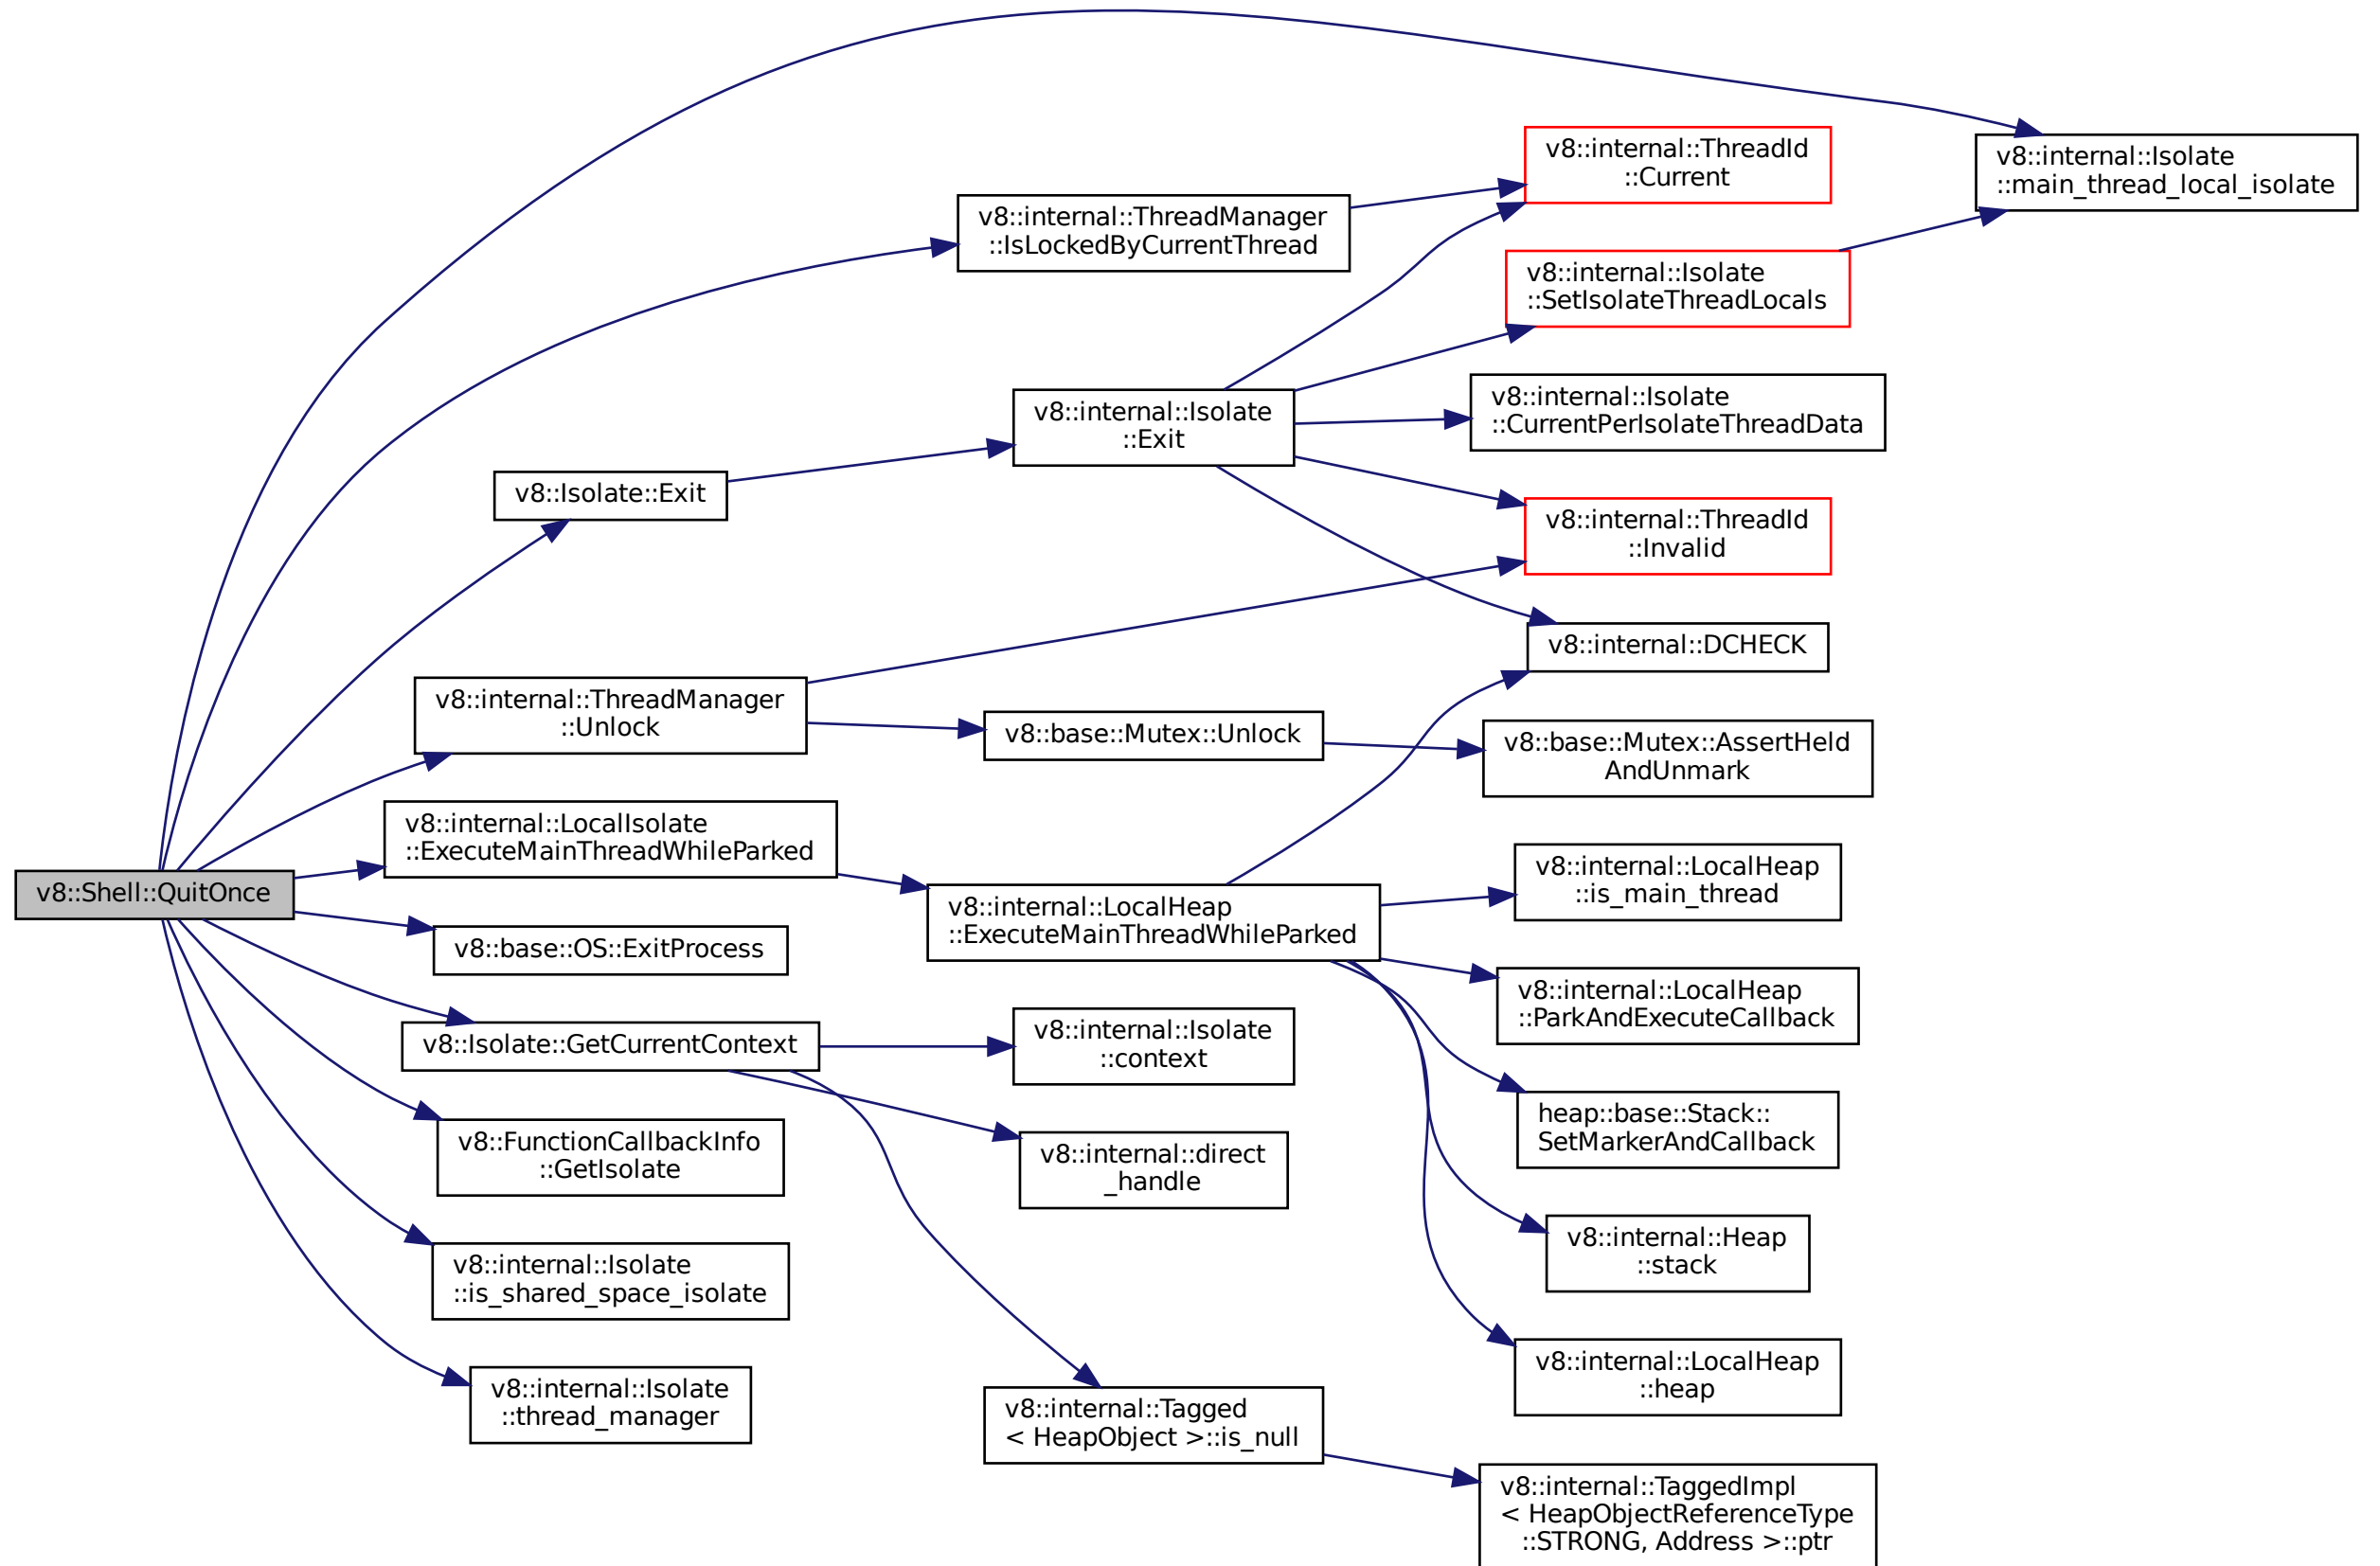 v8::Shell::QuitOnce
v8::internal::Isolate
::main_thread_local_isolate
v8::internal::ThreadManager
::IsLockedByCurrentThread
v8::internal::ThreadId
::Current
v8::internal::Isolate
::SetIsolateThreadLocals
v8::Isolate::Exit
v8::internal::Isolate
::Exit
v8::internal::Isolate
::CurrentPerIsolateThreadData
v8::internal::ThreadId
::Invalid
v8::internal::DCHECK
v8::internal::ThreadManager
::Unlock
v8::base::Mutex::Unlock
v8::base::Mutex::AssertHeld
AndUnmark
v8::internal::LocalIsolate
::ExecuteMainThreadWhileParked
v8::internal::LocalHeap
::ExecuteMainThreadWhileParked
v8::internal::LocalHeap
::is_main_thread
v8::internal::LocalHeap
::ParkAndExecuteCallback
heap::base::Stack::
SetMarkerAndCallback
v8::internal::Heap
::stack
v8::internal::LocalHeap
::heap
v8::base::OS::ExitProcess
v8::Isolate::GetCurrentContext
v8::internal::Isolate
::context
v8::internal::direct
_handle
v8::internal::Tagged
< HeapObject >::is_null
v8::internal::TaggedImpl
< HeapObjectReferenceType
::STRONG, Address >::ptr
v8::FunctionCallbackInfo
::GetIsolate
v8::internal::Isolate
::is_shared_space_isolate
v8::internal::Isolate
::thread_manager